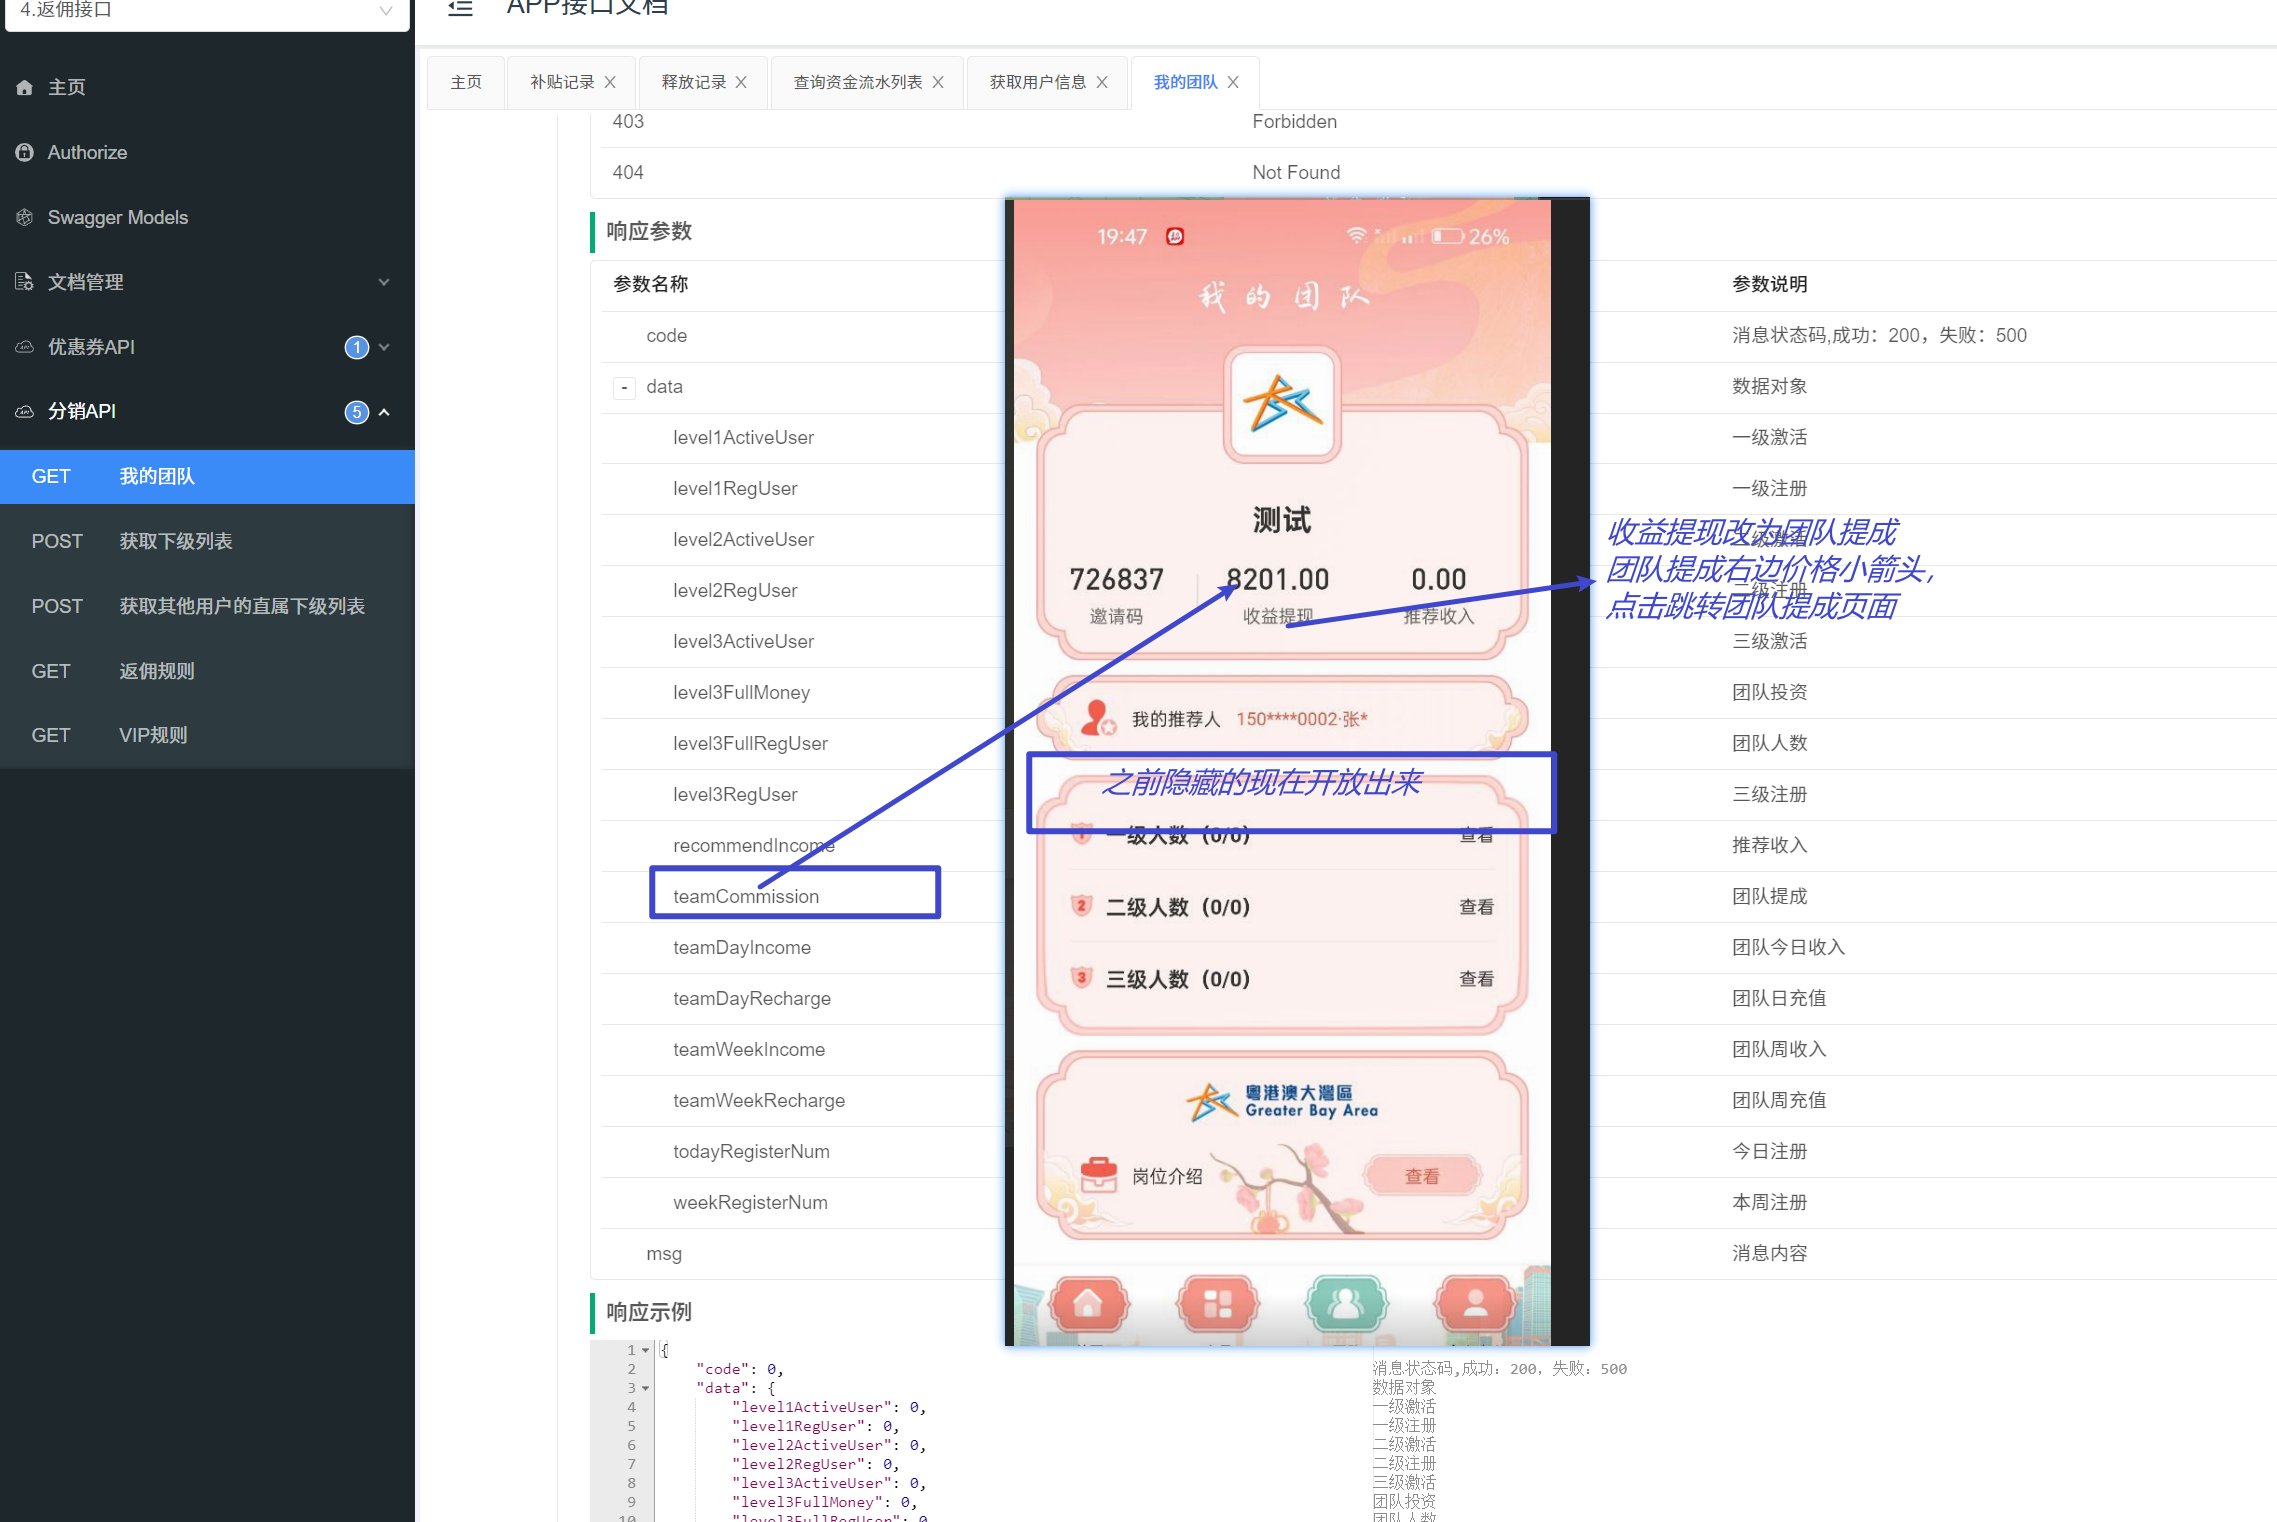 4.返佣接口
APP接口文档
主页
Authorize
Swagger Models
文档管理
优惠券API 1
分销API 5
GET 我的团队
POST 获取下级列表
POST 获取其他用户的直属下级列表
GET 返佣规则
GET VIP规则
主页 补贴记录 释放记录 查询资金流水列表 获取用户信息 我的团队
403 Forbidden
404 Not Found
响应参数
参数名称 参数说明
code 消息状态码,成功：200，失败：500
- data 数据对象
level1ActiveUser 一级激活
level1RegUser 一级注册
level2ActiveUser 二级激活
level2RegUser 二级注册
level3ActiveUser 三级激活
level3FullMoney 团队投资
level3FullRegUser 团队人数
level3RegUser 三级注册
recommendIncome 推荐收入
teamCommission 团队提成
teamDayIncome 团队今日收入
teamDayRecharge 团队日充值
teamWeekIncome 团队周收入
teamWeekRecharge 团队周充值
todayRegisterNum 今日注册
weekRegisterNum 本周注册
msg 消息内容
19:47 26%
我的团队
测试
726837 8201.00 0.00
邀请码 收益提现 推荐收入
我的推荐人 150****0002·张*
之前隐藏的现在开放出来
1 一级人数 (0/0) 查看
2 二级人数 (0/0) 查看
3 三级人数 (0/0) 查看
粤港澳大灣區
Greater Bay Area
岗位介绍 查看
收益提现改为团队提成
团队提成右边价格小箭头，
点击跳转团队提成页面
响应示例
1 {
2 "code": 0, 消息状态码,成功：200，失败：500
3 "data": { 数据对象
4 "level1ActiveUser": 0, 一级激活
5 "level1RegUser": 0, 一级注册
6 "level2ActiveUser": 0, 二级激活
7 "level2RegUser": 0, 二级注册
8 "level3ActiveUser": 0, 三级激活
9 "level3FullMoney": 0, 团队投资
10 "level3FullRegUser": 0 团队人数